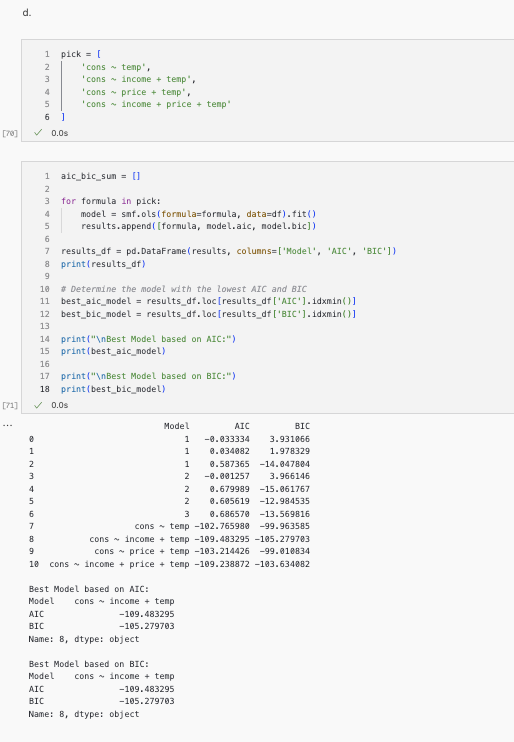 d.
1 pick = [
2 'cons ~ temp',
3 'cons ~ income + temp',
4 'cons ~ price + temp',
5 'cons ~ income + price + temp'
6 ]
[70] ✓ 0.0s
1 aic_bic_sum = []
2
3 for formula in pick:
4 model = smf.ols(formula=formula, data=df).fit()
5 results.append([formula, model.aic, model.bic])
6
7 results_df = pd.DataFrame(results, columns=['Model', 'AIC', 'BIC'])
8 print(results_df)
9
10 # Determine the model with the lowest AIC and BIC
11 best_aic_model = results_df.loc[results_df['AIC'].idxmin()]
12 best_bic_model = results_df.loc[results_df['BIC'].idxmin()]
13
14 print("\nBest Model based on AIC:")
15 print(best_aic_model)
16
17 print("\nBest Model based on BIC:")
18 print(best_bic_model)
[71] ✓ 0.0s
...
Model AIC BIC
0 1 -0.033334 3.931066
1 1 0.034082 1.978329
2 1 0.587365 -14.047804
3 2 -0.001257 3.966146
4 2 0.679989 -15.061767
5 2 0.605619 -12.984535
6 3 0.686570 -13.569816
7 cons ~ temp -102.765980 -99.963585
8 cons ~ income + temp -109.483295 -105.279703
9 cons ~ price + temp -103.214426 -99.010834
10 cons ~ income + price + temp -109.238872 -103.634082
Best Model based on AIC:
Model cons ~ income + temp
AIC -109.483295
BIC -105.279703
Name: 8, dtype: object
Best Model based on BIC:
Model cons ~ income + temp
AIC -109.483295
BIC -105.279703
Name: 8, dtype: object